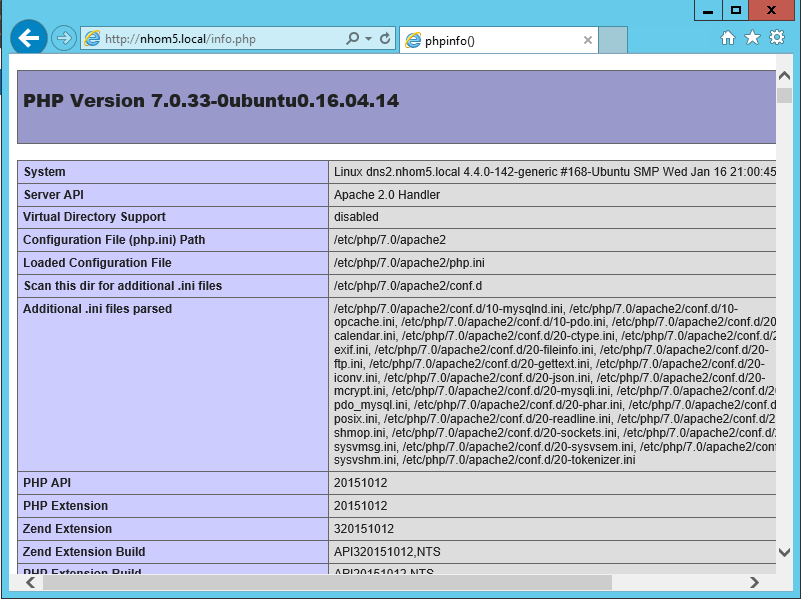 http://nhom5.local/info.php
phpinfo()
PHP Version 7.0.33-0ubuntu0.16.04.14
System Linux dns2.nhom5.local 4.4.0-142-generic #168-Ubuntu SMP Wed Jan 16 21:00:45
Server API Apache 2.0 Handler
Virtual Directory Support disabled
Configuration File (php.ini) Path /etc/php/7.0/apache2
Loaded Configuration File /etc/php/7.0/apache2/php.ini
Scan this dir for additional .ini files /etc/php/7.0/apache2/conf.d
Additional .ini files parsed /etc/php/7.0/apache2/conf.d/10-mysqlnd.ini, /etc/php/7.0/apache2/conf.d/10-
opcache.ini, /etc/php/7.0/apache2/conf.d/10-pdo.ini, /etc/php/7.0/apache2/conf.d/20
calendar.ini, /etc/php/7.0/apache2/conf.d/20-ctype.ini, /etc/php/7.0/apache2/conf.d/2
exif.ini, /etc/php/7.0/apache2/conf.d/20-fileinfo.ini, /etc/php/7.0/apache2/conf.d/20-
ftp.ini, /etc/php/7.0/apache2/conf.d/20-gettext.ini, /etc/php/7.0/apache2/conf.d/20-
iconv.ini, /etc/php/7.0/apache2/conf.d/20-json.ini, /etc/php/7.0/apache2/conf.d/20-
mcrypt.ini, /etc/php/7.0/apache2/conf.d/20-mysqli.ini, /etc/php/7.0/apache2/conf.d/20
pdo_mysql.ini, /etc/php/7.0/apache2/conf.d/20-phar.ini, /etc/php/7.0/apache2/conf.d
posix.ini, /etc/php/7.0/apache2/conf.d/20-readline.ini, /etc/php/7.0/apache2/conf.d/2
shmop.ini, /etc/php/7.0/apache2/conf.d/20-sockets.ini, /etc/php/7.0/apache2/conf.d/
sysvmsg.ini, /etc/php/7.0/apache2/conf.d/20-sysvsem.ini, /etc/php/7.0/apache2/conf
sysvshm.ini, /etc/php/7.0/apache2/conf.d/20-tokenizer.ini
PHP API 20151012
PHP Extension 20151012
Zend Extension 320151012
Zend Extension Build API320151012,NTS
PHP Extension Build API20151012,NTS